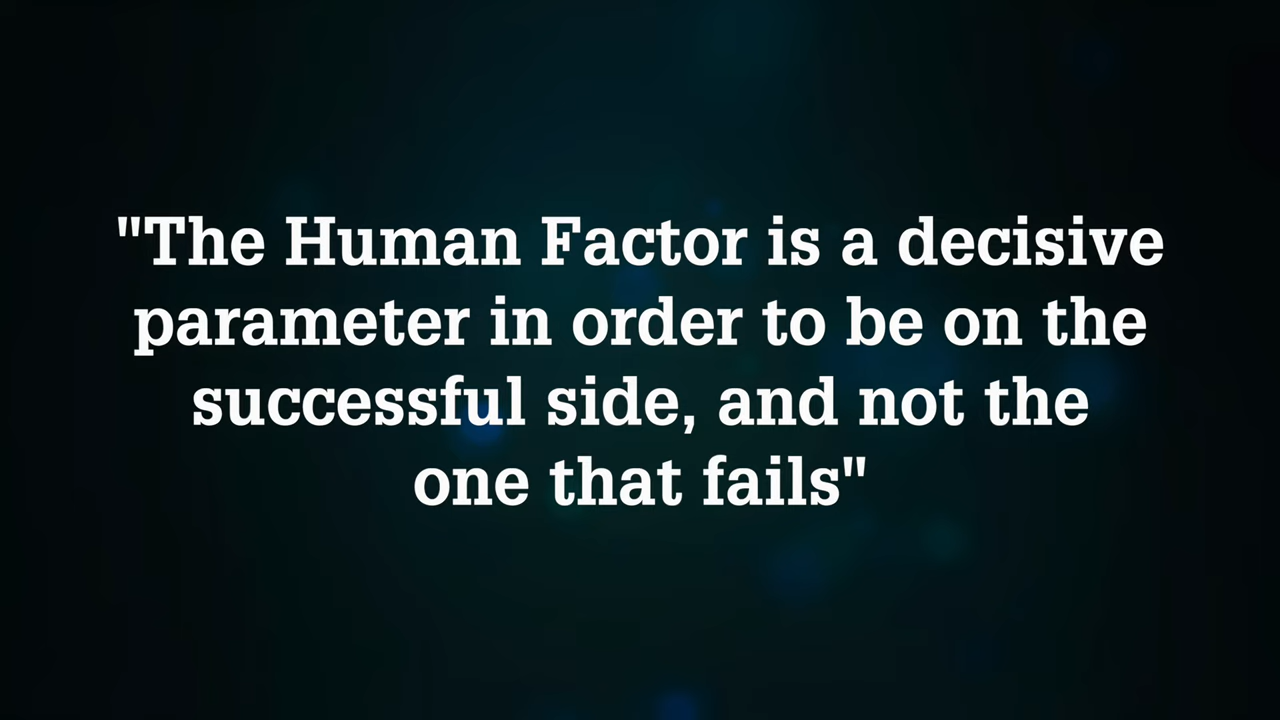 "The Human Factor is a decisive
parameter in order to be on the
successful side, and not the
one that fails"